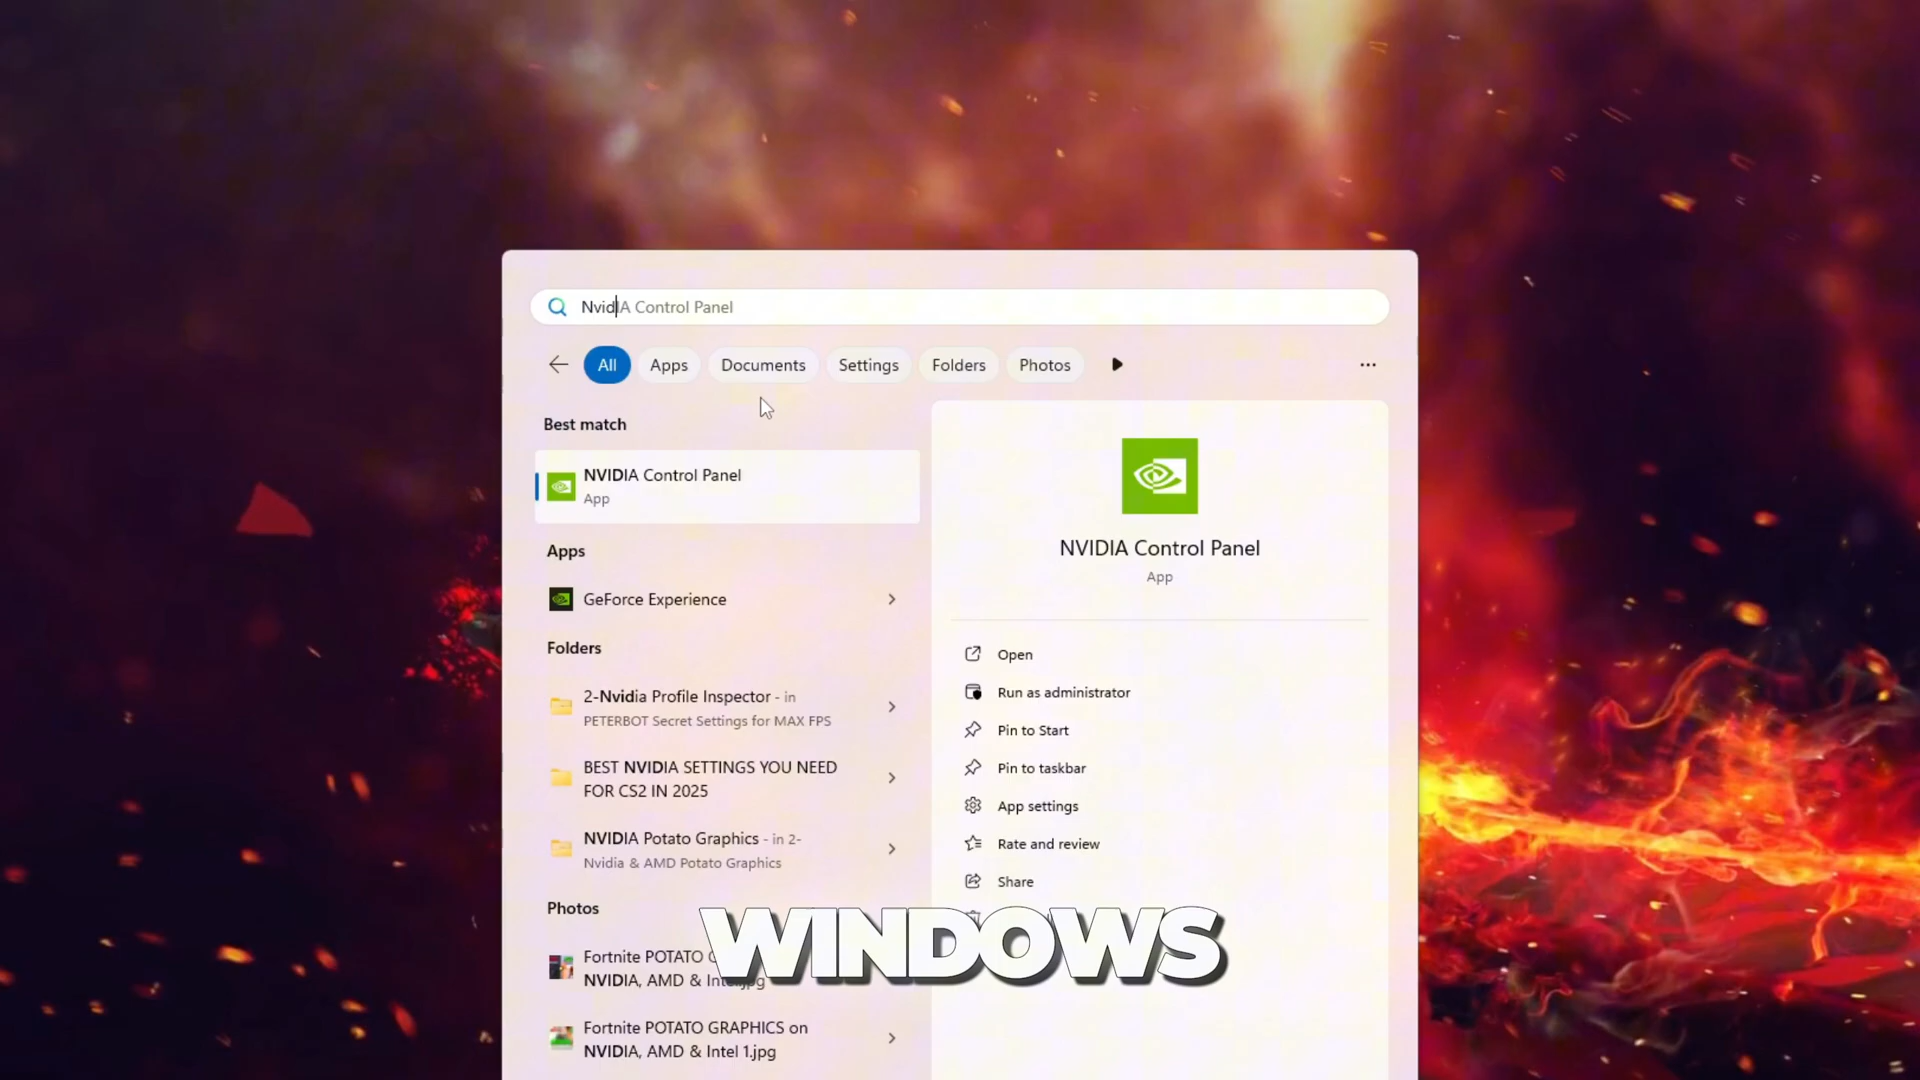 NvidIA Control Panel
All Apps Documents Settings Folders Photos
Best match
NVIDIA Control Panel
App
Apps
GeForce Experience
Folders
2-Nvidia Profile Inspector - in
PETERBOT Secret Settings for MAX FPS
BEST NVIDIA SETTINGS YOU NEED
FOR CS2 IN 2025
NVIDIA Potato Graphics - in 2-
Nvidia & AMD Potato Graphics
Photos
Fortnite POTATO
NVIDIA, AMD & Intel.jpg
Fortnite POTATO GRAPHICS on
NVIDIA, AMD & Intel 1.jpg
NVIDIA Control Panel
App
Open
Run as administrator
Pin to Start
Pin to taskbar
App settings
Rate and review
Share
WINDOWS